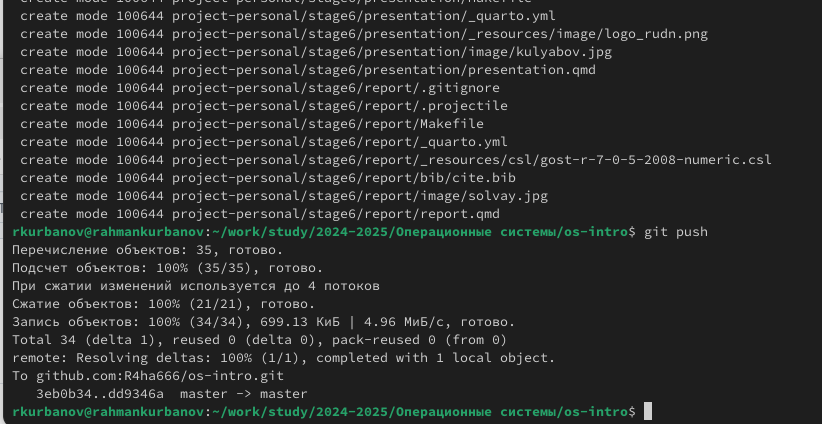 create mode 100644 project-personal/stage6/presentation/Makefile
create mode 100644 project-personal/stage6/presentation/_quarto.yml
create mode 100644 project-personal/stage6/presentation/_resources/image/logo_rudn.png
create mode 100644 project-personal/stage6/presentation/image/kulyabov.jpg
create mode 100644 project-personal/stage6/presentation/presentation.qmd
create mode 100644 project-personal/stage6/report/.gitignore
create mode 100644 project-personal/stage6/report/.projectile
create mode 100644 project-personal/stage6/report/Makefile
create mode 100644 project-personal/stage6/report/_quarto.yml
create mode 100644 project-personal/stage6/report/_resources/csl/gost-r-7-0-5-2008-numeric.csl
create mode 100644 project-personal/stage6/report/bib/cite.bib
create mode 100644 project-personal/stage6/report/image/solvay.jpg
create mode 100644 project-personal/stage6/report/report.qmd
rkurbanov@rahmankurbanov:~/work/study/2024-2025/Операционные системы/os-intro$ git push
Перечисление объектов: 35, готово.
Подсчет объектов: 100% (35/35), готово.
При сжатии изменений используется до 4 потоков
Сжатие объектов: 100% (21/21), готово.
Запись объектов: 100% (34/34), 699.13 КиБ | 4.96 МиБ/с, готово.
Total 34 (delta 1), reused 0 (delta 0), pack-reused 0 (from 0)
remote: Resolving deltas: 100% (1/1), completed with 1 local object.
To github.com:R4ha666/os-intro.git
3eb0b34..dd9346a master -> master
rkurbanov@rahmankurbanov:~/work/study/2024-2025/Операционные системы/os-intro$